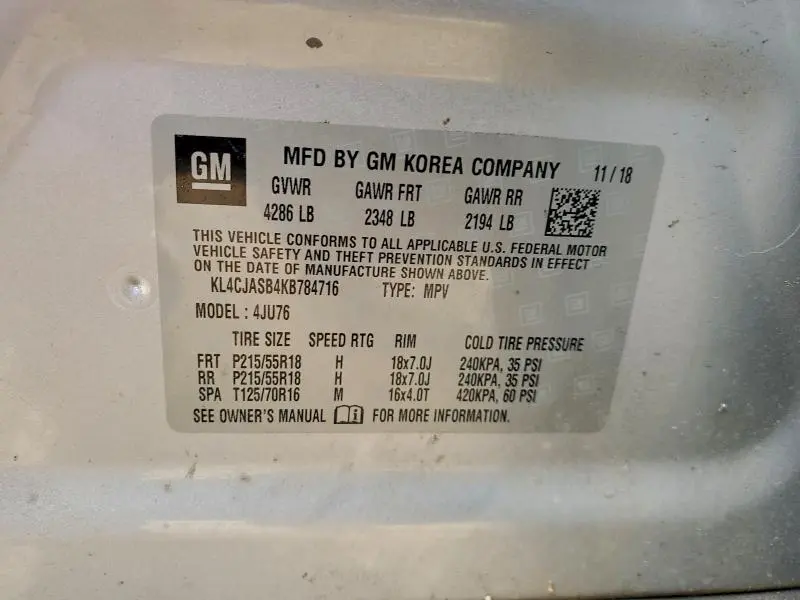 GM MFD BY GM KOREA COMPANY 11/18
GVWR GAWR FRT GAWR RR
4286 LB 2348 LB 2194 LB
THIS VEHICLE CONFORMS TO ALL APPLICABLE U.S. FEDERAL MOTOR
VEHICLE SAFETY AND THEFT PREVENTION STANDARDS IN EFFECT
ON THE DATE OF MANUFACTURE SHOWN ABOVE.
KL4CJASB4KB784716 TYPE: MPV
MODEL : 4JU76
TIRE SIZE SPEED RTG RIM COLD TIRE PRESSURE
FRT P215/55R18 H 18x7.0J 240KPA, 35 PSI
RR P215/55R18 H 18x7.0J 240KPA, 35 PSI
SPA T125/70R16 M 16x4.0T 420KPA, 60 PSI
SEE OWNER'S MANUAL i FOR MORE INFORMATION.